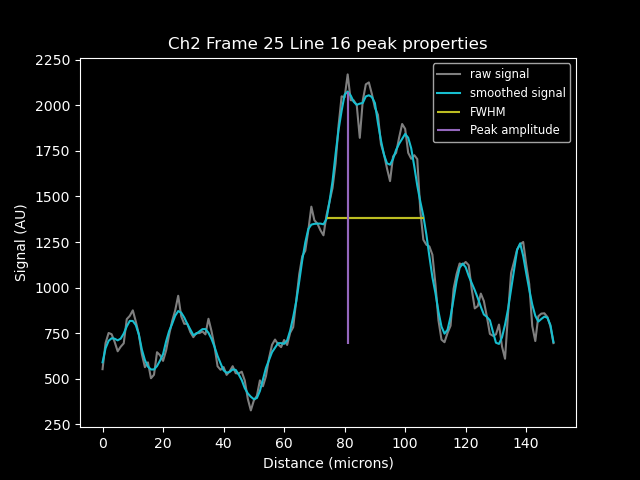 Ch2 Frame 25 Line 16 peak properties
raw signal
smoothed signal
FWHM
Peak amplitude
Signal (AU)
2250
2000
1750
1500
1250
1000
750
500
250
0 20 40 60 80 100 120 140
Distance (microns)